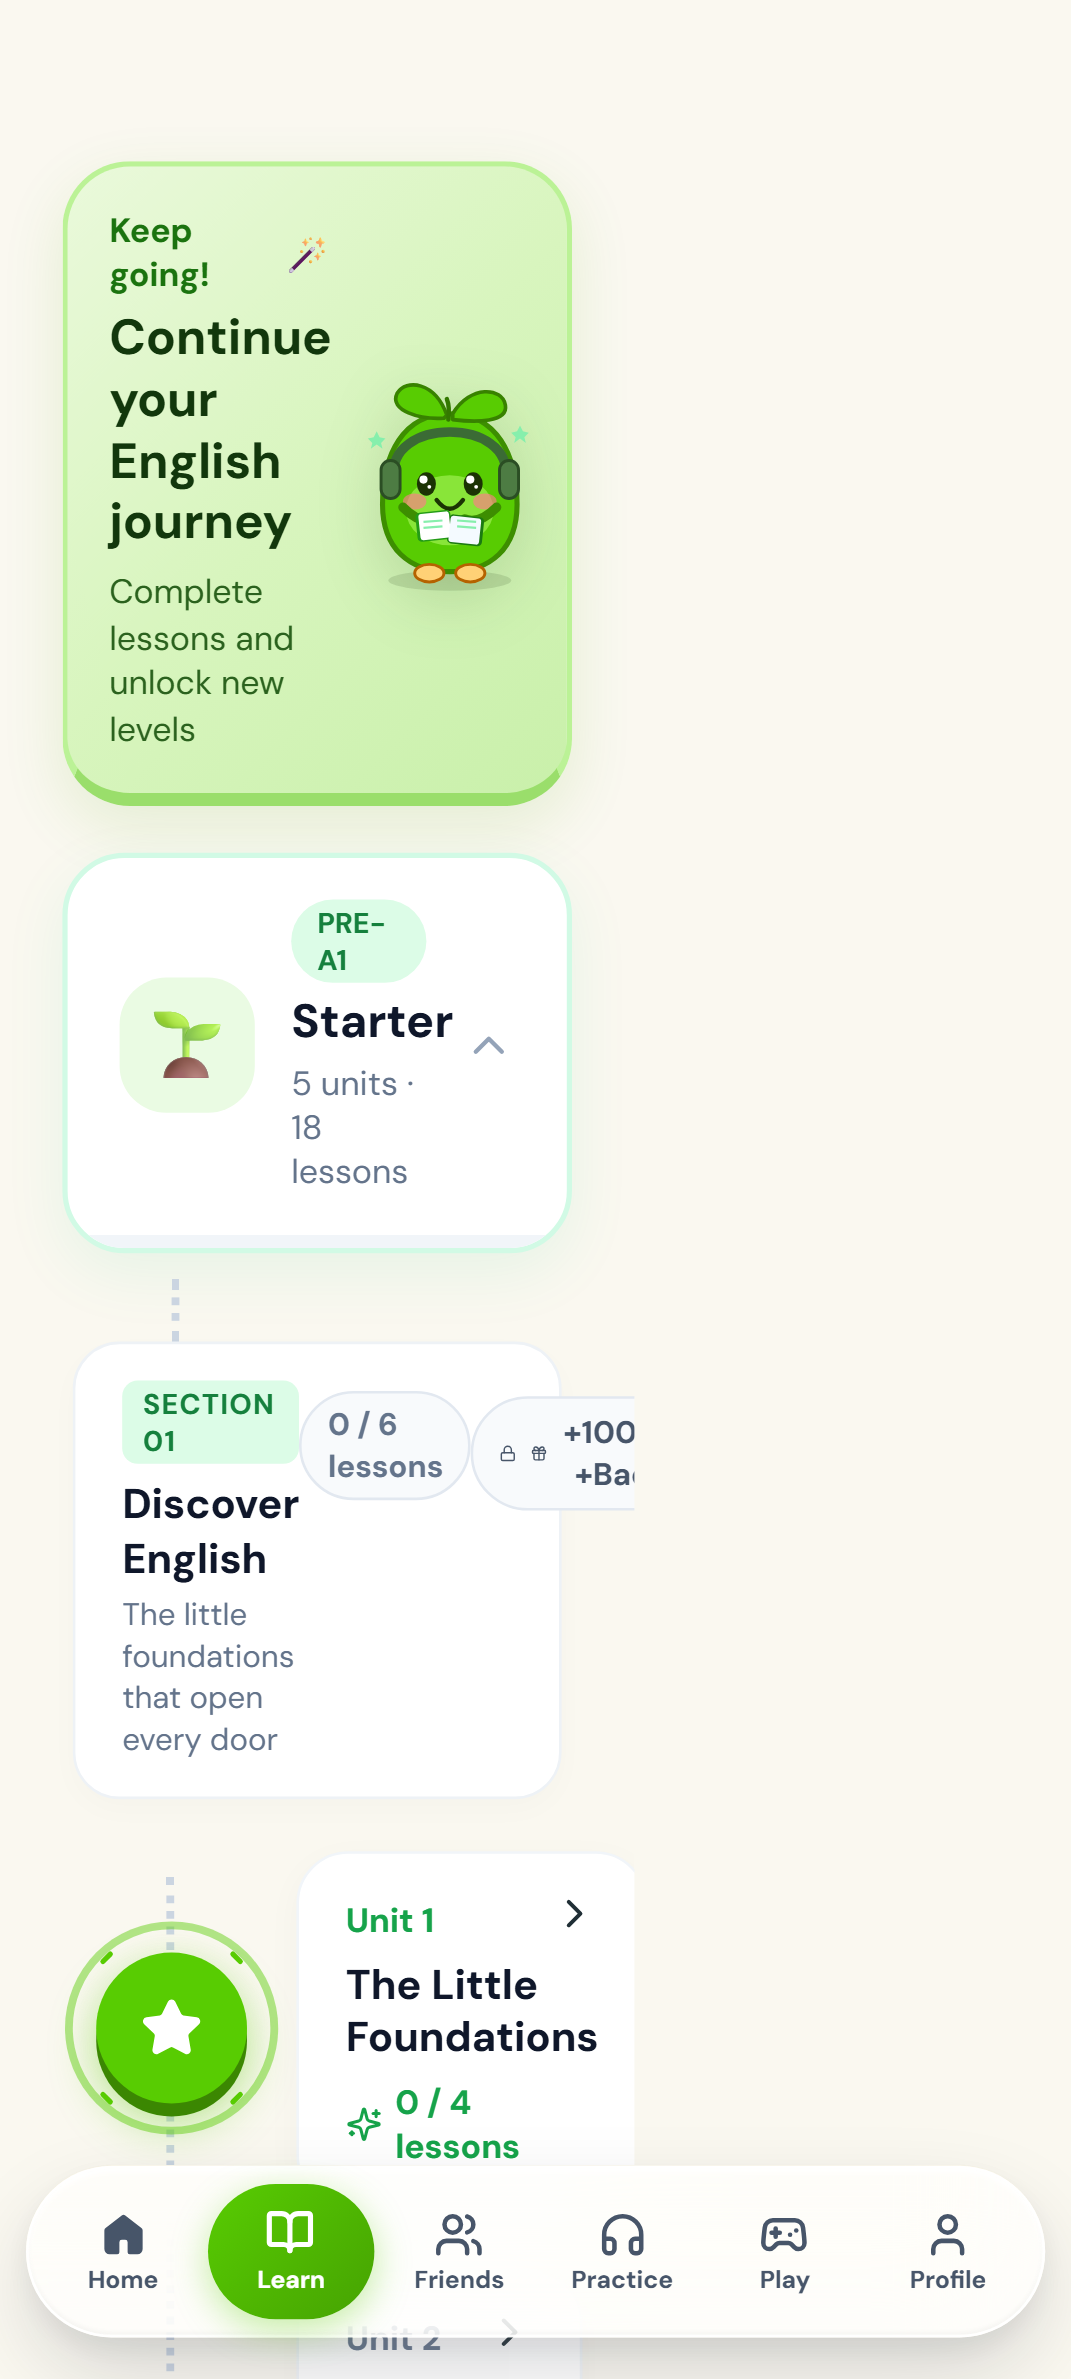 Keep
going!
Continue
your
English
journey
Complete
lessons and
unlock new
levels
PRE-
A1
Starter
5 units ·
18
lessons
SECTION
01
Discover
English
The little
foundations
that open
every door
0 / 6
lessons
+100
+Bad
Unit 1
The Little
Foundations
0 / 4
lessons
Unit 2
Home
Learn
Friends
Practice
Play
Profile